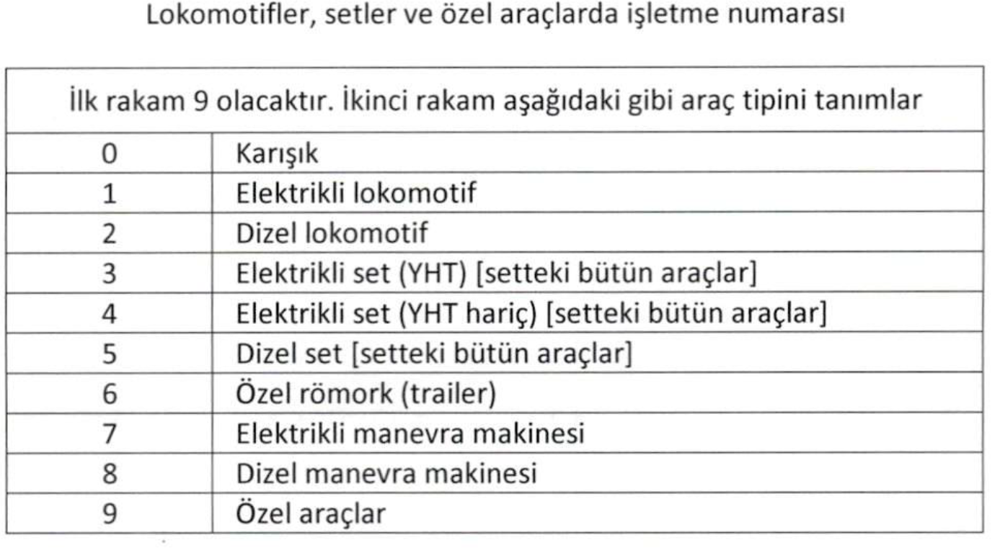 Lokomotifler, setler ve özel araçlarda işletme numarası
İlk rakam 9 olacaktır. İkinci rakam aşağıdaki gibi araç tipini tanımlar
0 Karışık
1 Elektrikli lokomotif
2 Dizel lokomotif
3 Elektrikli set (YHT) [setteki bütün araçlar]
4 Elektrikli set (YHT hariç) [setteki bütün araçlar]
5 Dizel set [setteki bütün araçlar]
6 Özel römork (trailer)
7 Elektrikli manevra makinesi
8 Dizel manevra makinesi
9 Özel araçlar